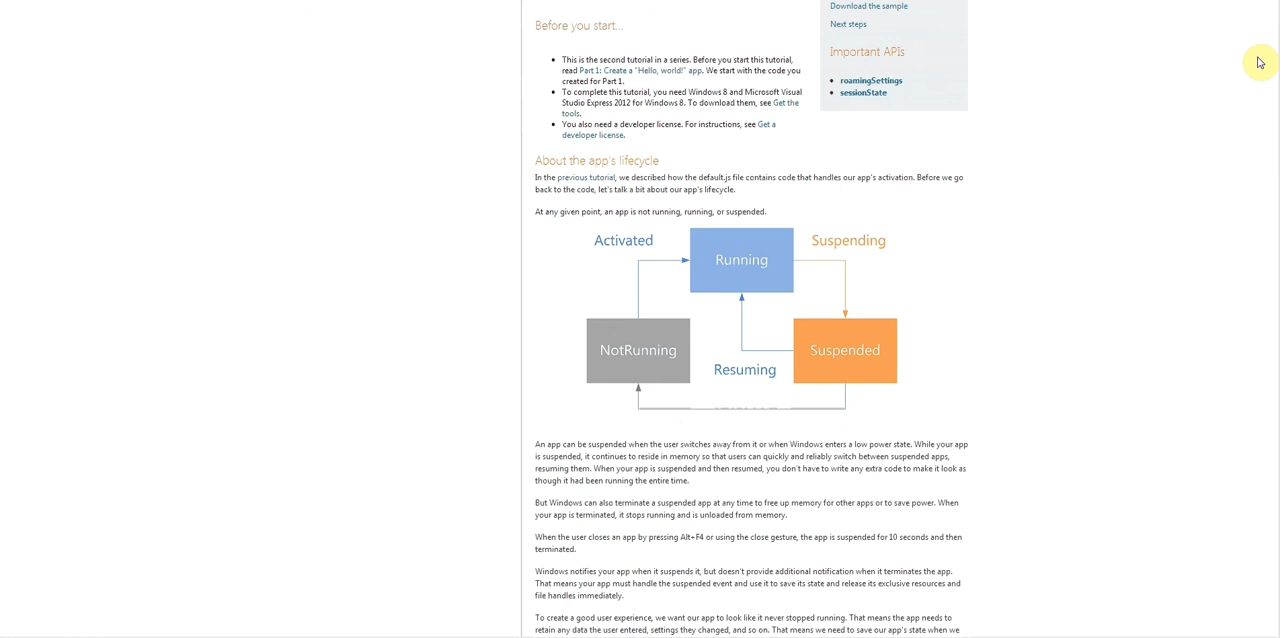 Download the sample
Next steps
Important APIs
• roamingSettings
• sessionState
Before you start...
• This is the second tutorial in a series. Before you start this tutorial,
read Part 1: Create a "Hello, world!" app. We start with the code you
created for Part 1.
• To complete this tutorial, you need Windows 8 and Microsoft Visual
Studio Express 2012 for Windows 8. To download them, see Get the
tools.
• You also need a developer license. For instructions, see Get a
developer license.
About the app's lifecycle
In the previous tutorial, we described how the default.js file contains code that handles our app's activation. Before we go
back to the code, let's talk a bit about our app's lifecycle.
At any given point, an app is not running, running, or suspended.
Activated
Running
Suspending
NotRunning
Suspended
Resuming
An app can be suspended when the user switches away from it or when Windows enters a low power state. While your app
is suspended, it continues to reside in memory so that users can quickly and reliably switch between suspended apps,
resuming them. When your app is suspended and then resumed, you don't have to write any extra code to make it look as
though it had been running the entire time.
But Windows can also terminate a suspended app at any time to free up memory for other apps or to save power. When
your app is terminated, it stops running and is unloaded from memory.
When the user closes an app by pressing Alt+F4 or using the close gesture, the app is suspended for 10 seconds and then
terminated.
Windows notifies your app when it suspends it, but doesn't provide additional notification when it terminates the app.
That means your app must handle the suspended event and use it to save its state and release its exclusive resources and
file handles immediately.
To create a good user experience, we want our app to look like it never stopped running. That means the app needs to
retain any data the user entered, settings they changed, and so on. That means we need to save our app's state when we